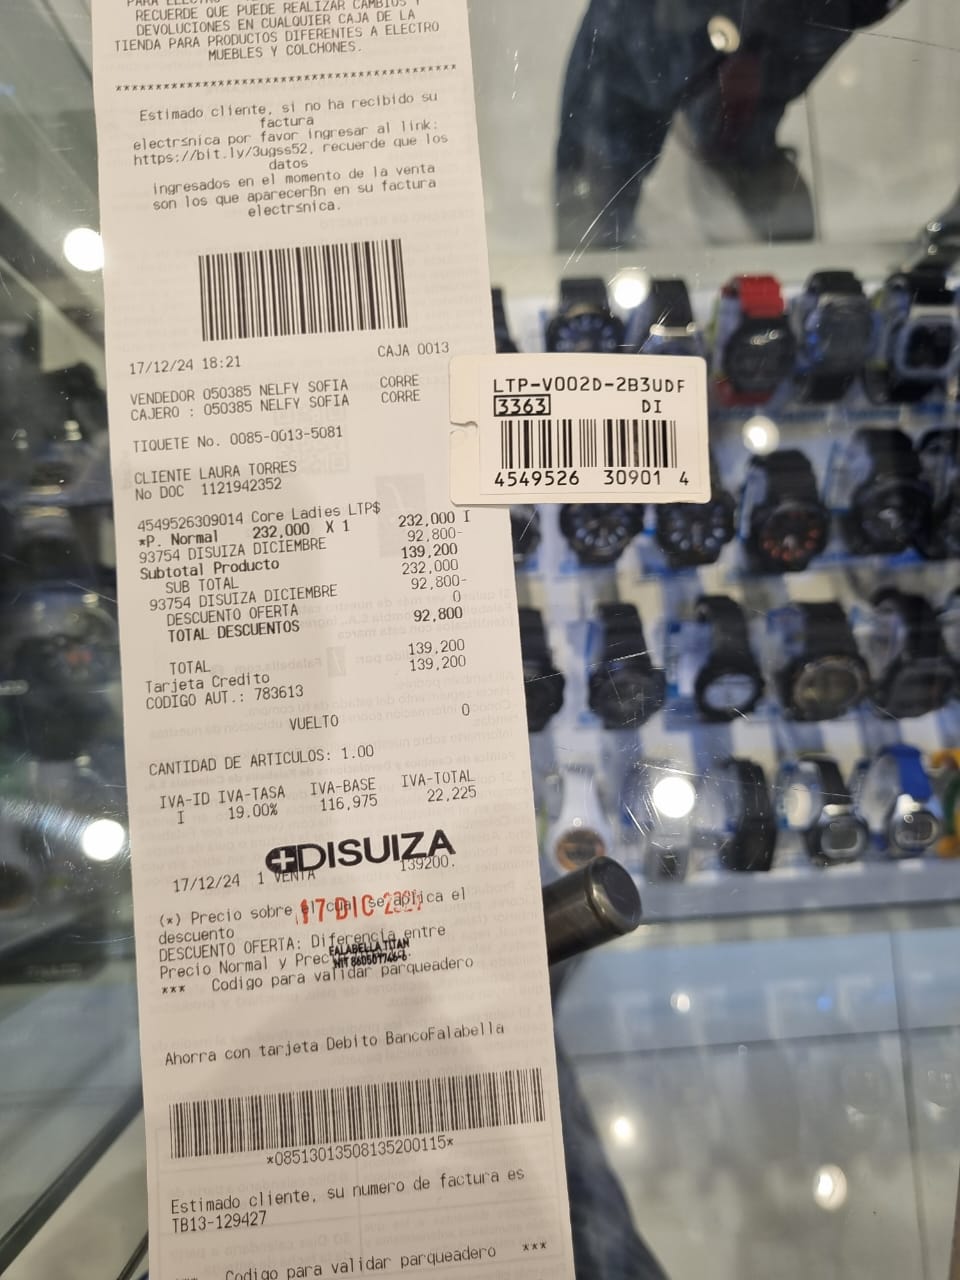 RECUERDE QUE PUEDE REALIZAR CAMBIOS Y
DEVOLUCIONES EN CUALQUIER CAJA DE LA
TIENDA PARA PRODUCTOS DIFERENTES A ELECTRO
MUEBLES Y COLCHONES.
****************************************************
Estimado cliente, si no ha recibido su
factura
electrsnica por favor ingresar al link:
https://bit.ly/3ugss52, recuerde que los
datos
ingresados en el momento de la venta
son los que aparecerßn en su factura
electrsnica.
17/12/24 18:21 CAJA 0013
VENDEDOR 050385 NELFY SOFIA CORRE
CAJERO : 050385 NELFY SOFIA CORRE
TIQUETE No. 0085-0013-5081
CLIENTE LAURA TORRES
No DOC 1121942352
4549526309014 Core Ladies LTP$
*P. Normal 232,000 X 1 232,000 I
93754 DISUIZA DICIEMBRE 92,800-
Subtotal Producto 139,200
SUB TOTAL 232,000
93754 DISUIZA DICIEMBRE 92,800-
DESCUENTO OFERTA 0
TOTAL DESCUENTOS 92,800
TOTAL 139,200
Tarjeta Credito 139,200
CODIGO AUT.: 783613
VUELTO 0
CANTIDAD DE ARTICULOS: 1.00
IVA-ID IVA-TASA IVA-BASE IVA-TOTAL
I 19.00% 116,975 22,225
DISUIZA
17/12/24 1 VENTA 139200.
17 DIC
(*) Precio sobre el cual se aplica el
descuento
DESCUENTO OFERTA: Diferencia entre
Precio Normal y
FALABELLA TITAN
NIT 860507746-6
*** Codigo para validar parqueadero
Ahorra con tarjeta Debito BancoFalabella
*08513013508135200115*
Estimado cliente, su numero de factura es
TB13-129427
*** Codigo para validar parqueadero ***
LTP-V002D-2B3UDF
3363 DI
4549526 30901 4